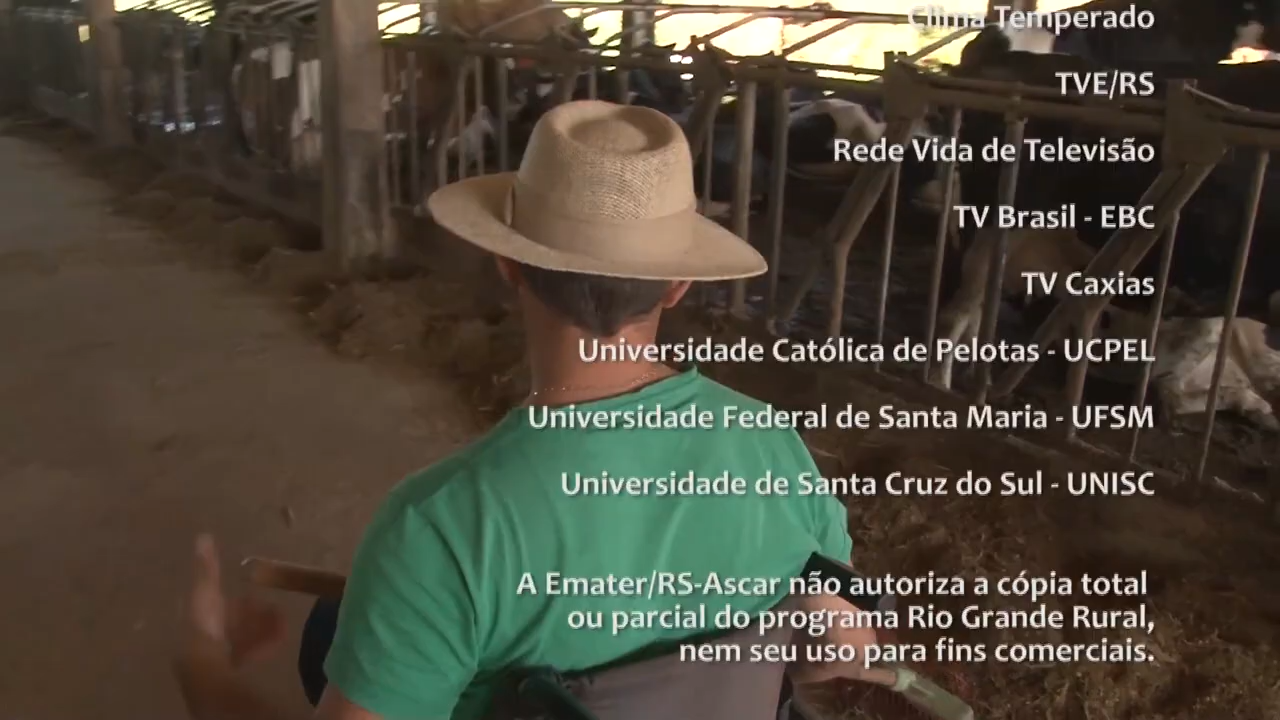 Clima Temperado
TVE/RS
Rede Vida de Televisão
TV Brasil - EBC
TV Caxias
Universidade Católica de Pelotas - UCPEL
Universidade Federal de Santa Maria - UFSM
Universidade de Santa Cruz do Sul - UNISC
A Emater/RS-Ascar não autoriza a cópia total
ou parcial do programa Rio Grande Rural,
nem seu uso para fins comerciais.